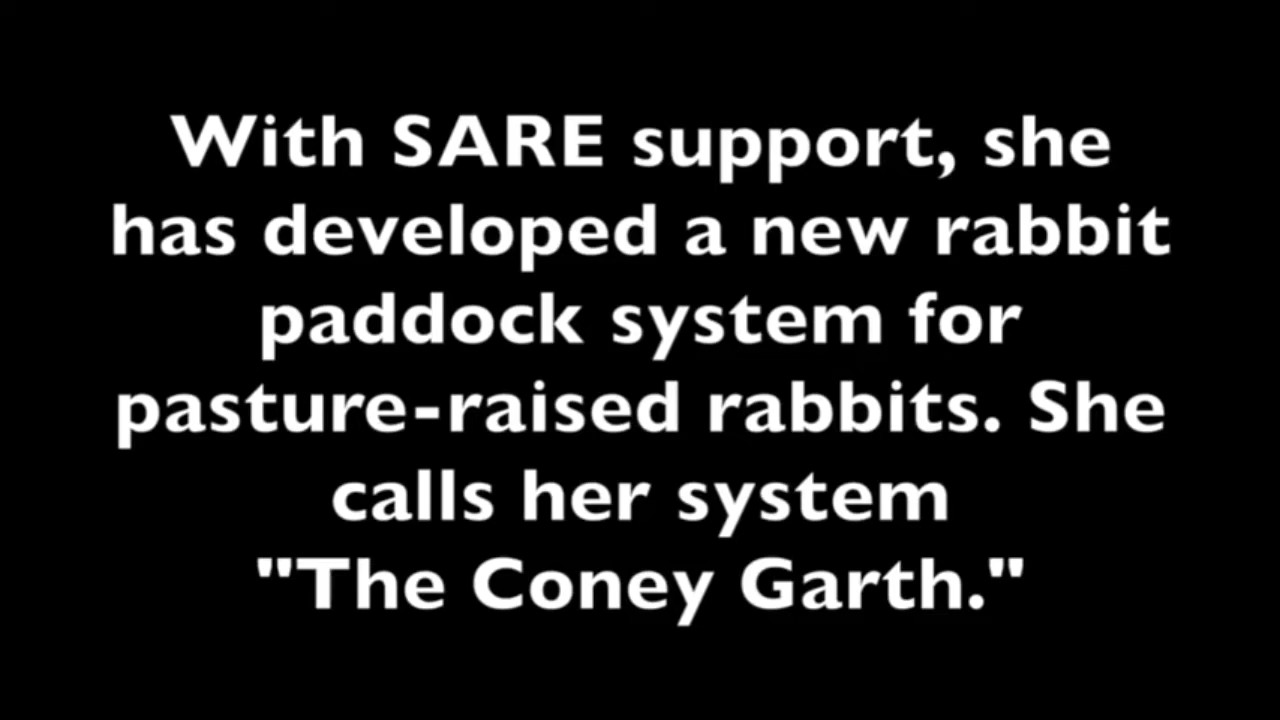 With SARE support, she
has developed a new rabbit
paddock system for
pasture-raised rabbits. She
calls her system
"The Coney Garth."